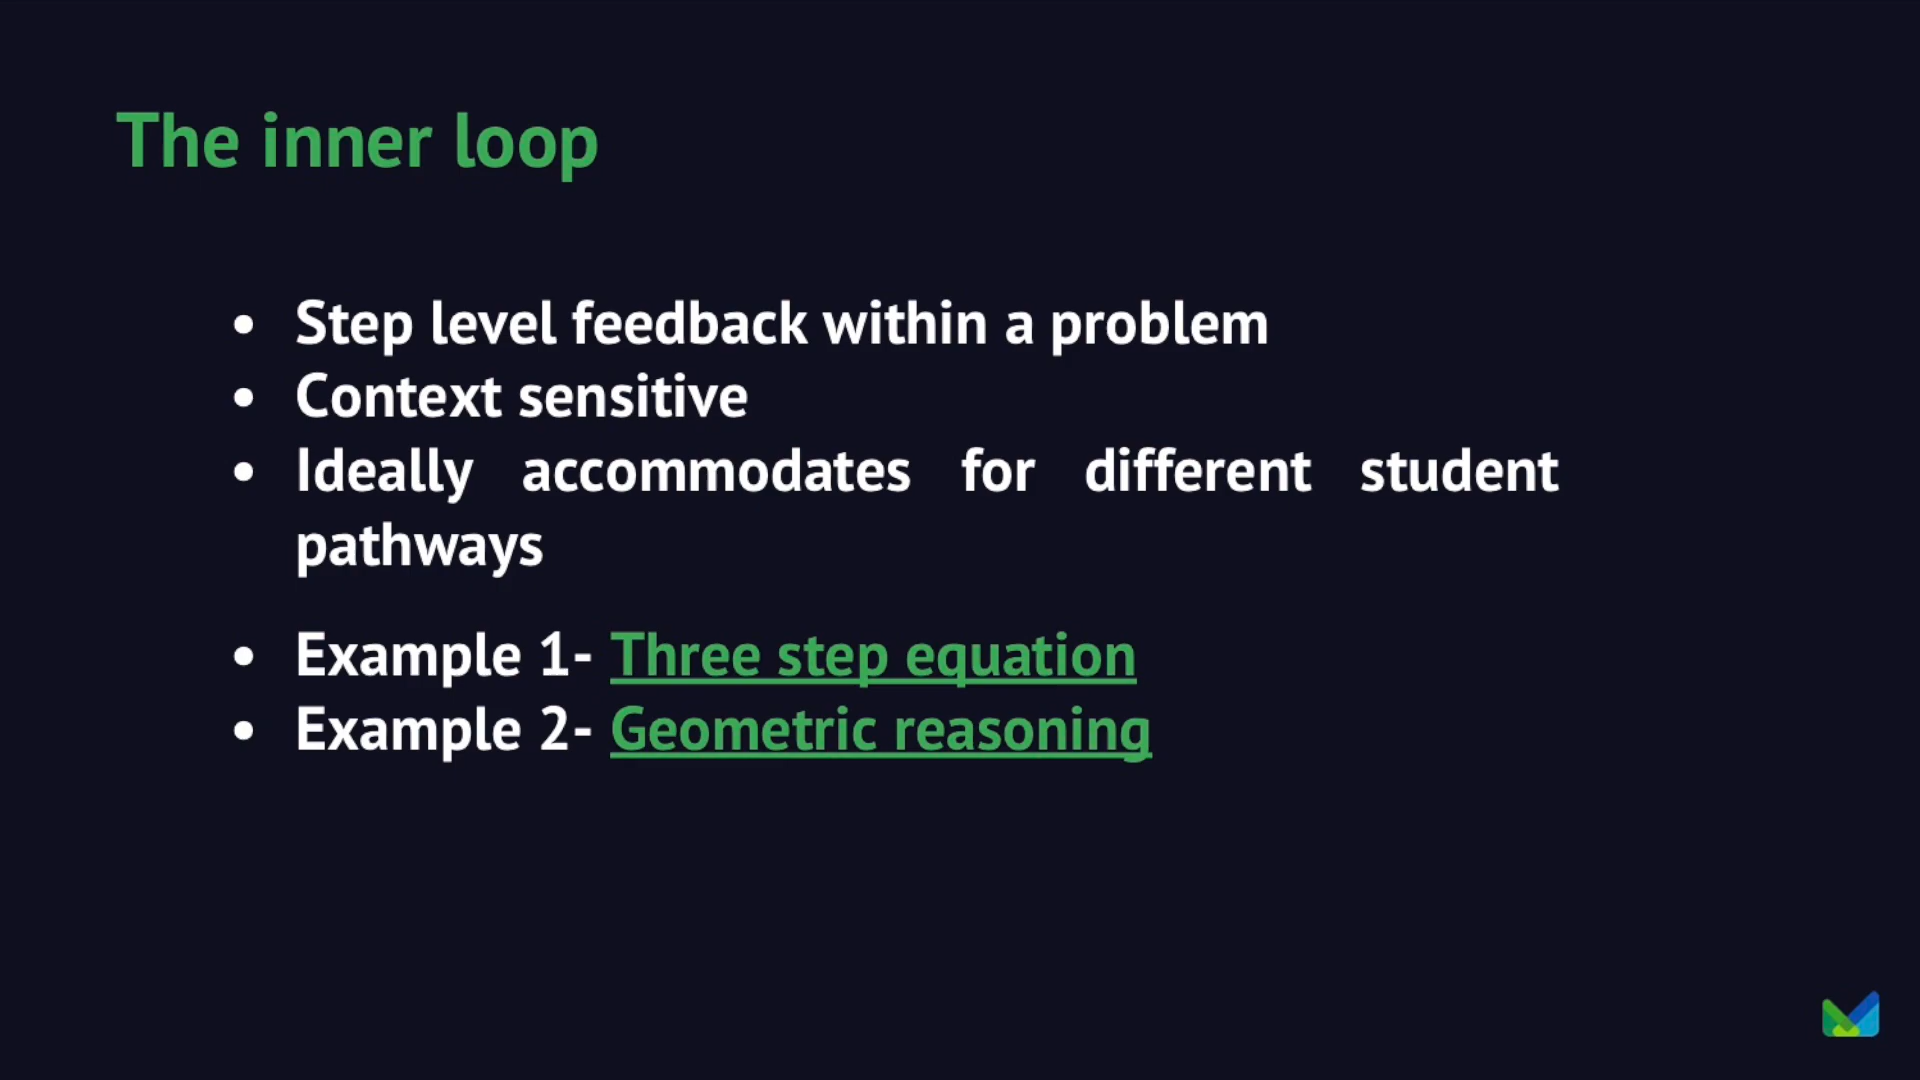 The inner loop
• Step level feedback within a problem
• Context sensitive
• Ideally accommodates for different student
pathways
• Example 1- Three step equation
• Example 2- Geometric reasoning